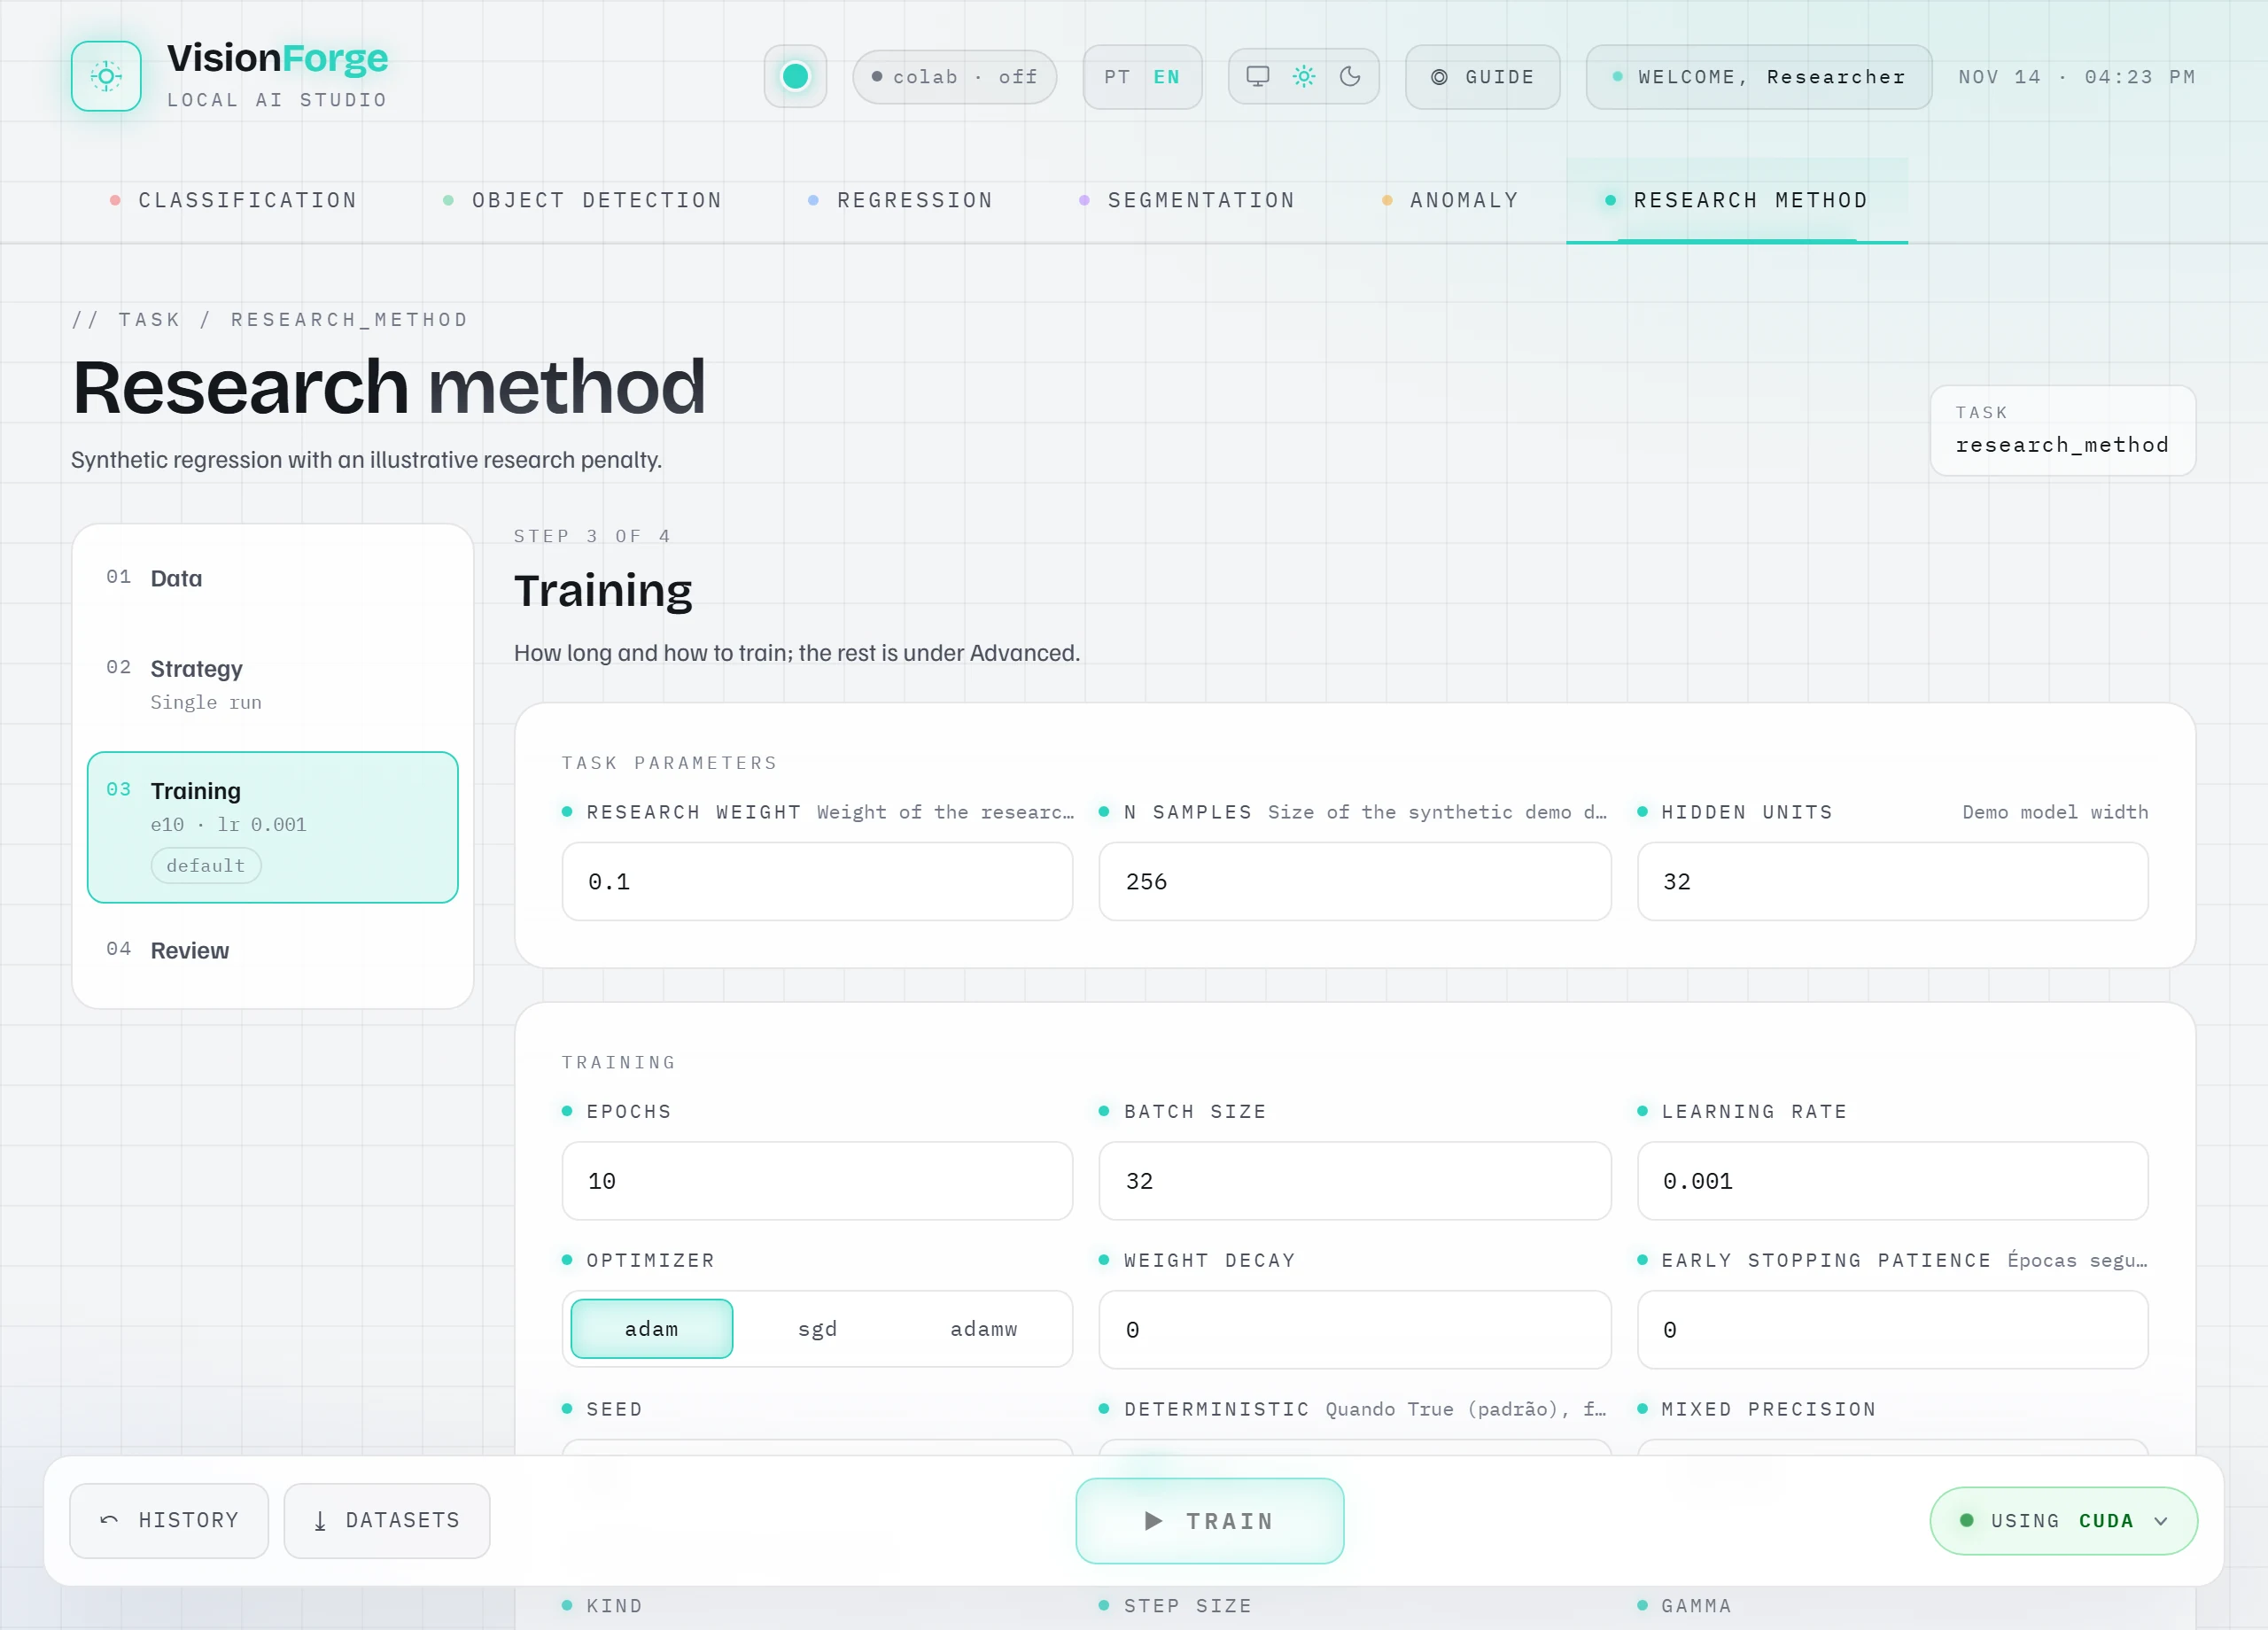 VisionForge
LOCAL AI STUDIO
colab · off
PT EN
GUIDE
WELCOME, Researcher
NOV 14 · 04:23 PM
CLASSIFICATION
OBJECT DETECTION
REGRESSION
SEGMENTATION
ANOMALY
RESEARCH METHOD
// TASK / RESEARCH_METHOD
Research method
Synthetic regression with an illustrative research penalty.
TASK
research_method
01 Data
02 Strategy
Single run
03 Training
e10 · lr 0.001
default
04 Review
STEP 3 OF 4
Training
How long and how to train; the rest is under Advanced.
TASK PARAMETERS
RESEARCH WEIGHT Weight of the researc…
0.1
N SAMPLES Size of the synthetic demo d…
256
HIDDEN UNITS Demo model width
32
TRAINING
EPOCHS
10
BATCH SIZE
32
LEARNING RATE
0.001
OPTIMIZER
adam sgd adamw
WEIGHT DECAY
0
EARLY STOPPING PATIENCE Épocas segu…
0
SEED
DETERMINISTIC Quando True (padrão), f…
MIXED PRECISION
HISTORY
DATASETS
TRAIN
USING CUDA
KIND
STEP SIZE
GAMMA